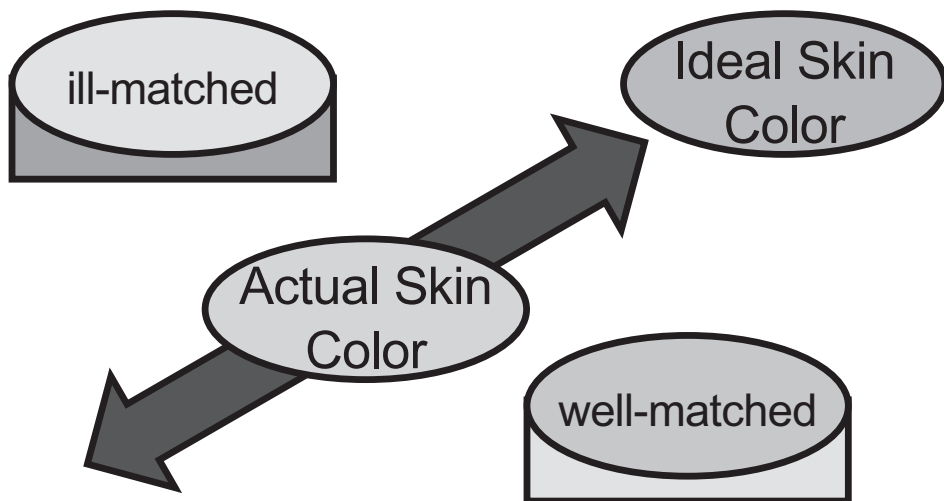 ill-matched
Ideal Skin
Color
Actual Skin
Color
well-matched